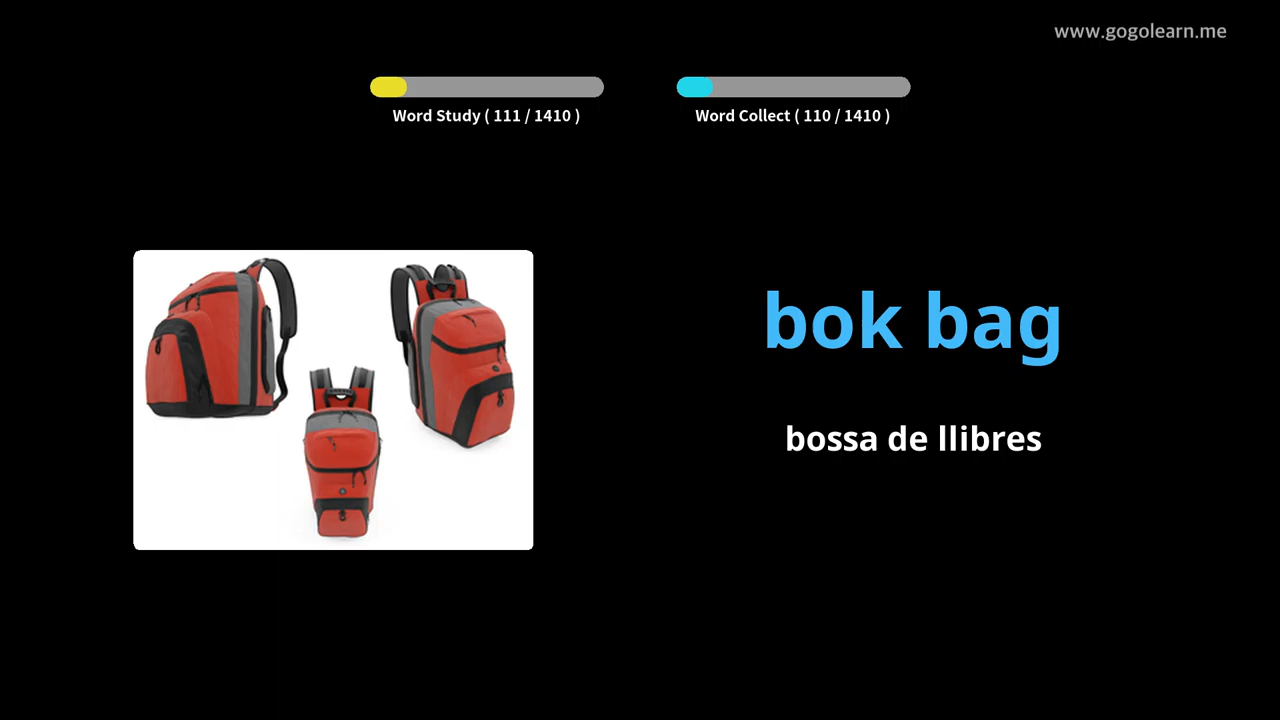 www.gogolearn.me
Word Study ( 111 / 1410 )
Word Collect ( 110 / 1410 )
bok bag
bossa de llibres